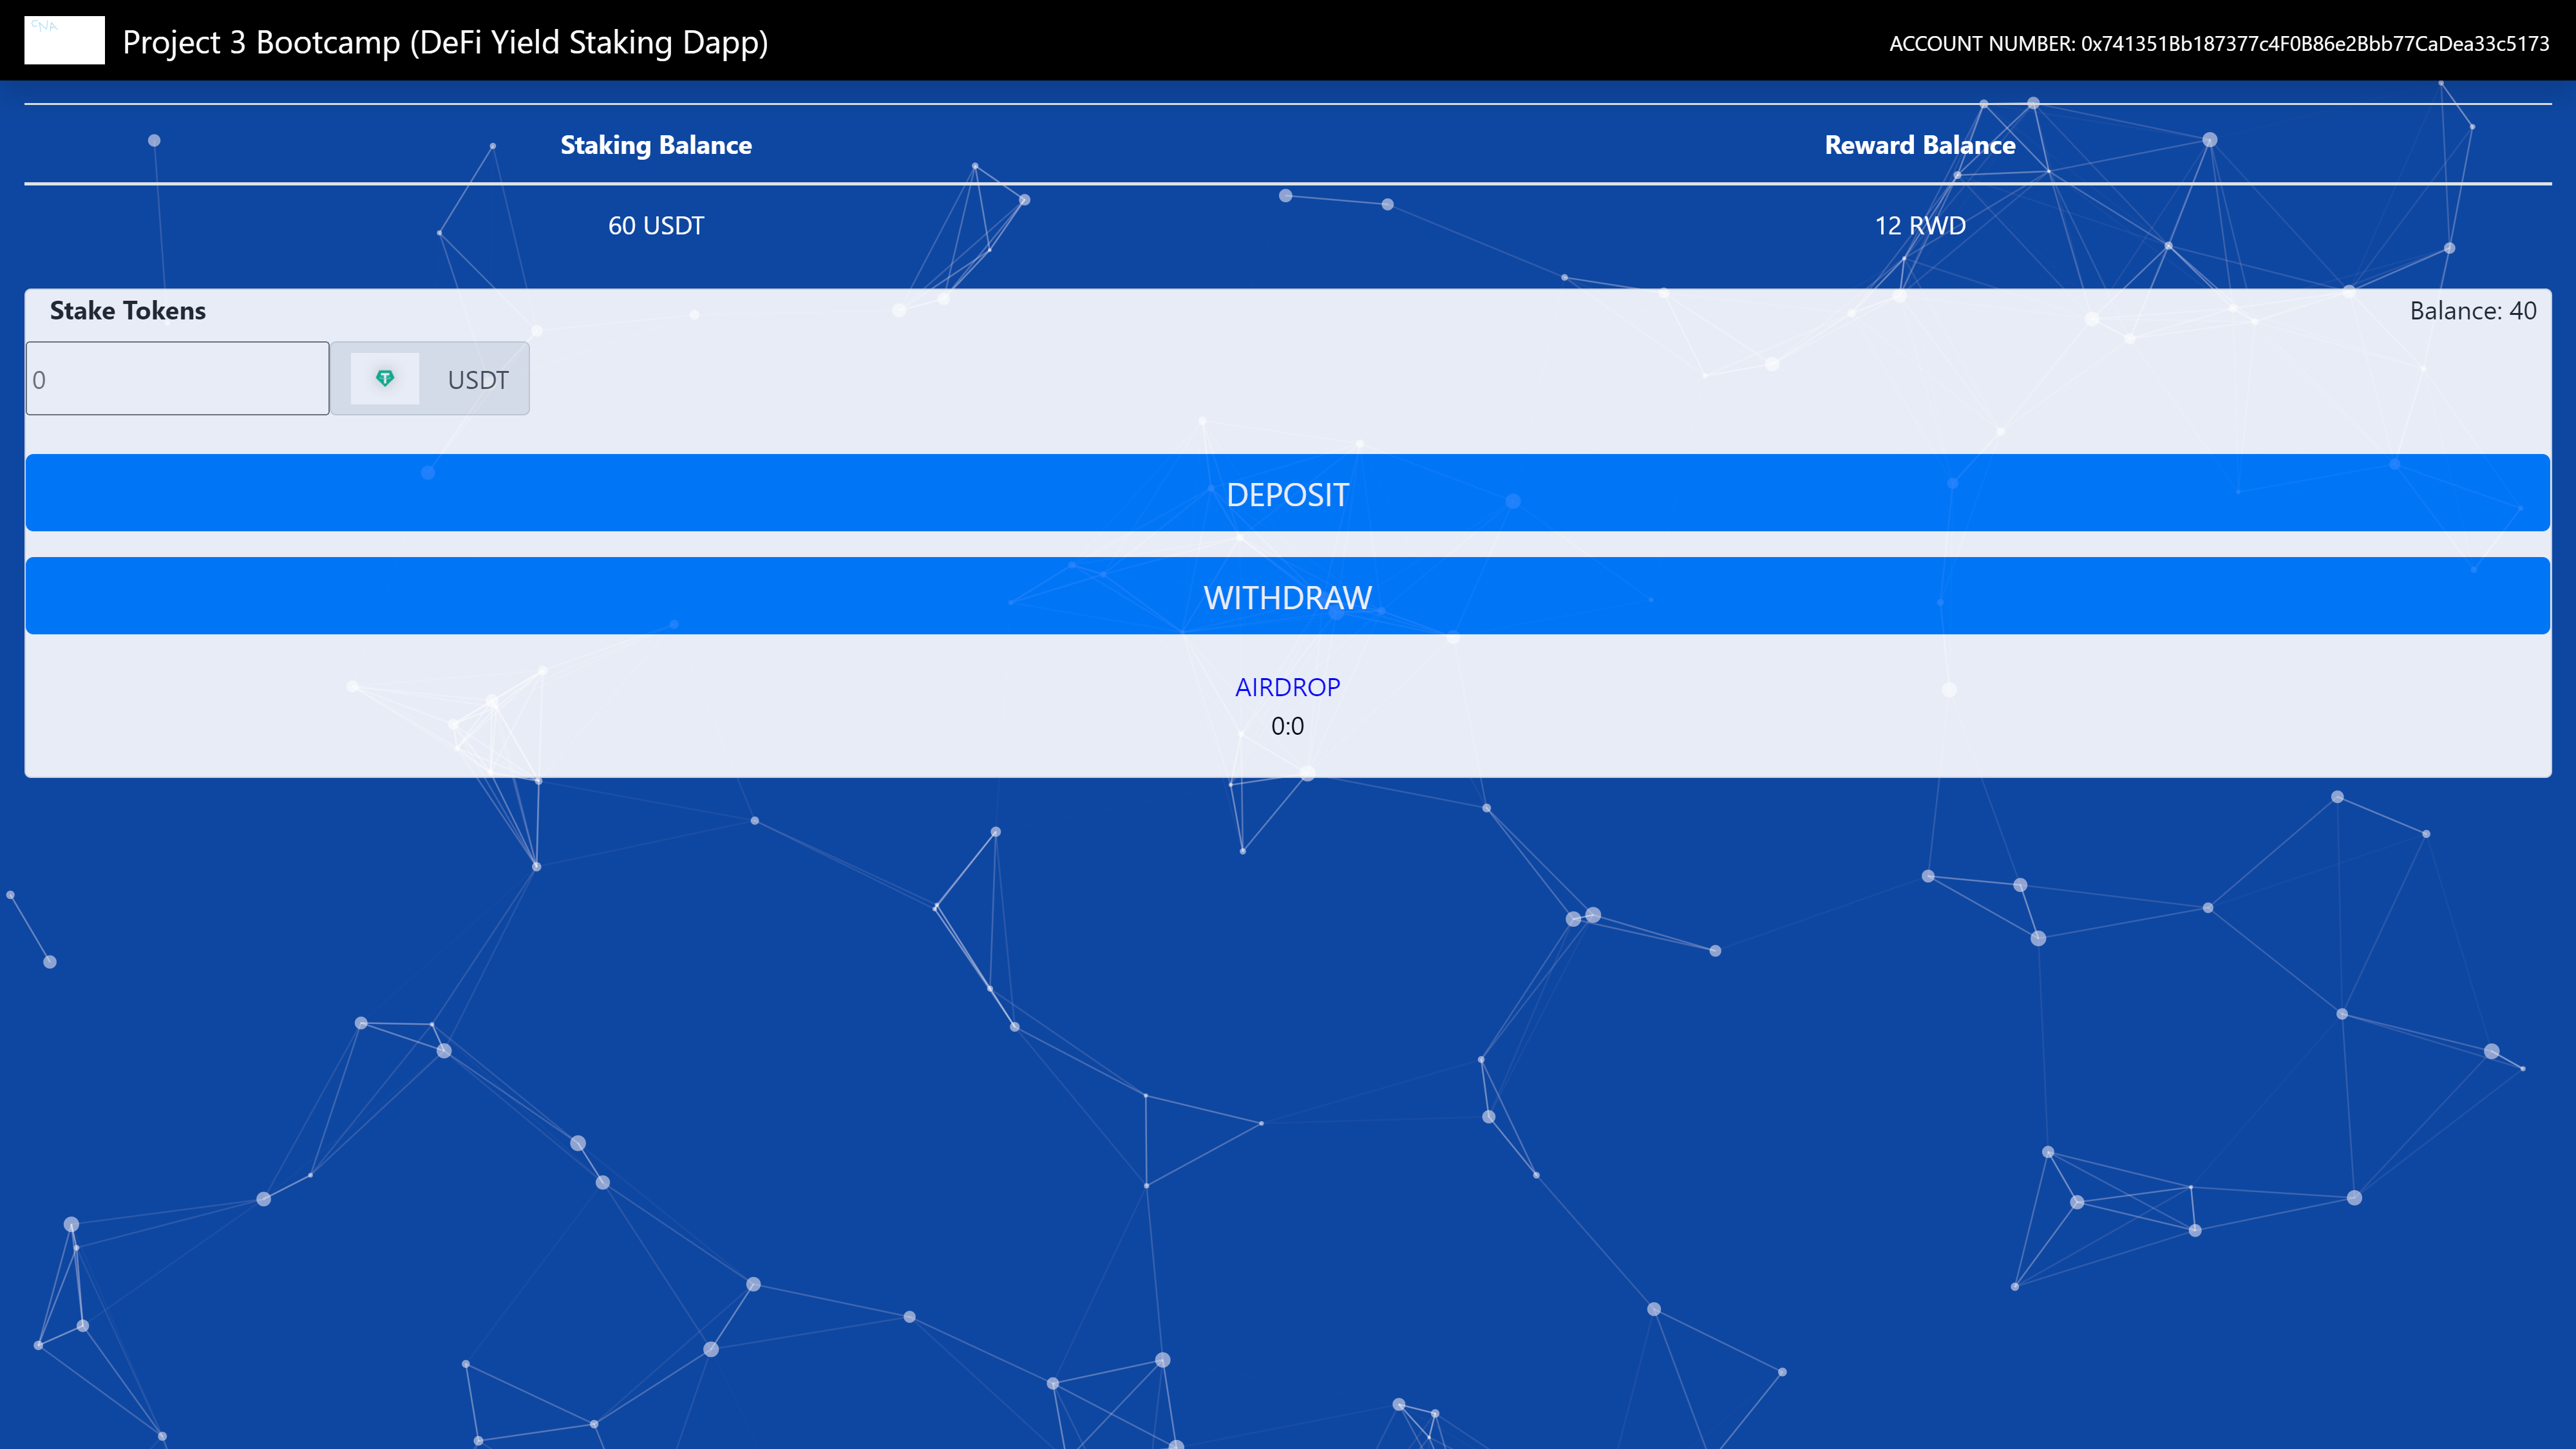 CNA
Project 3 Bootcamp (DeFi Yield Staking Dapp)
ACCOUNT NUMBER: 0x741351Bb187377c4F0B86e2Bbb77CaDea33c5173
Staking Balance Reward Balance
60 USDT 12 RWD
Stake Tokens Balance: 40
0 USDT
DEPOSIT
WITHDRAW
AIRDROP
0:0